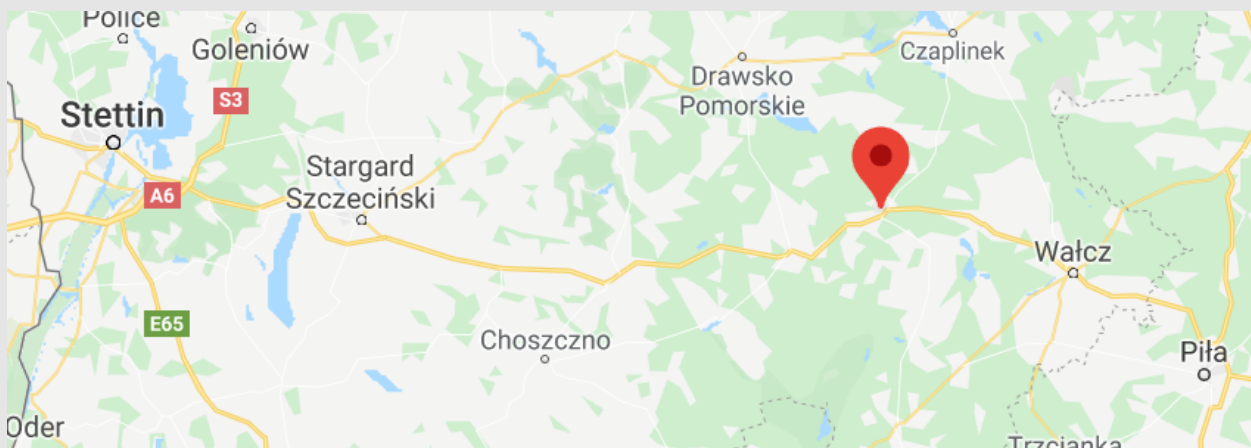 Police
Goleniów
Czaplinek
Drawsko
Pomorskie
S3
Stettin
Stargard
Szczeciński
A6
Wałcz
E65
Choszczno
Piła
Oder
Trzcianka